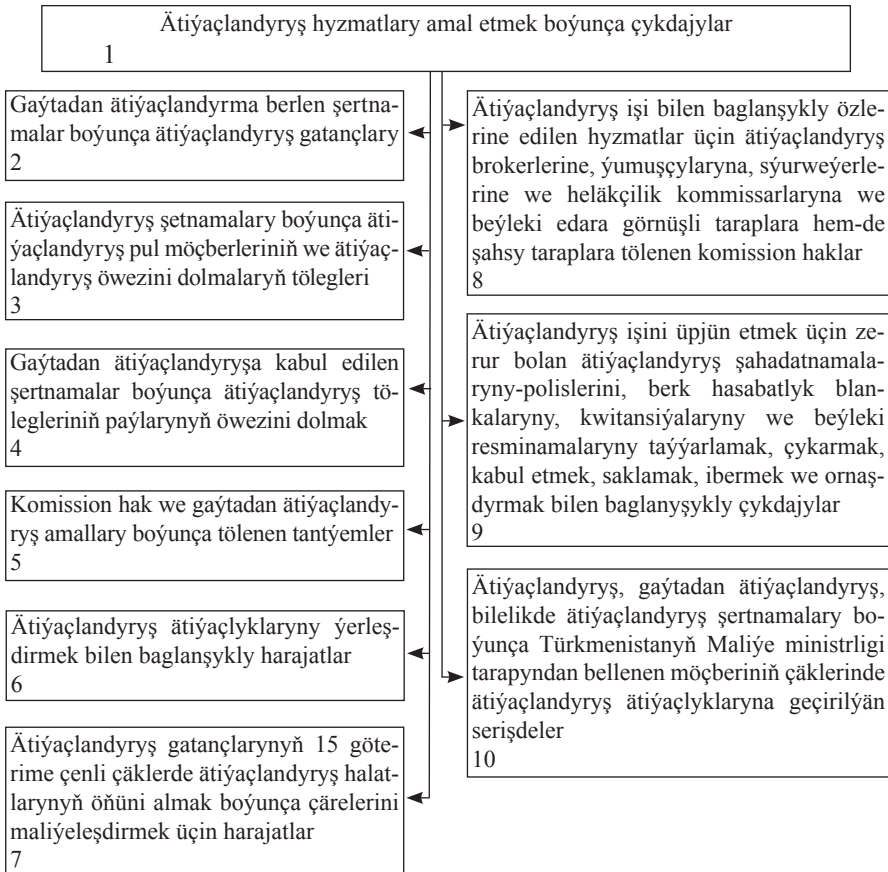 Ätiýaçlandyryş hyzmatlary amal etmek boýunça çykdajylar
1
Gaýtadan ätiýaçlandyrma berlen şertna-
malar boýunça ätiýaçlandyryş gatançlary
2
Ätiýaçlandyryş şetnamalary boýunça äti-
ýaçlandyryş pul möçberleriniň we ätiýaç-
landyryş öwezini dolmalaryň tölegleri
3
Gaýtadan ätiýaçlandyryşa kabul edilen
şertnamalar boýunça ätiýaçlandyryş tö-
legleriniň paýlarynyň öwezini dolmak
4
Komission hak we gaýtadan ätiýaçlandy-
ryş amallary boýunça tölenen tantýemler
5
Ätiýaçlandyryş ätiýaçlyklaryny ýerleş-
dirmek bilen baglanşykly harajatlar
6
Ätiýaçlandyryş gatançlarynyň 15 göte-
rime çenli çäklerde ätiýaçlandyryş halat-
larynyň öňüni almak boýunça çärelerini
maliýeleşdirmek üçin harajatlar
7
Ätiýaçlandyryş işi bilen baglanşykly özle-
rine edilen hyzmatlar üçin ätiýaçlandyryş
brokerlerine, ýumuşçylaryna, sýurweýerle-
rine we heläkçilik kommissarlaryna we
beýleki edara görnüşli taraplara hem-de
şahsy taraplara tölenen komission haklar
8
Ätiýaçlandyryş işini üpjün etmek üçin ze-
rur bolan ätiýaçlandyryş şahadatnamala-
ryny-polislerini, berk hasabatlyk blan-
kalaryny, kwitansiýalaryny we beýleki
resminamalaryny taýýarlamak, çykarmak,
kabul etmek, saklamak, ibermek we ornaş-
dyrmak bilen baglanyşykly çykdajylar
9
Ätiýaçlandyryş, gaýtadan ätiýaçlandyryş,
bilelikde ätiýaçlandyryş şertnamalary bo-
ýunça Türkmenistanyň Maliýe ministrligi
tarapyndan bellenen möçberiniň çäklerinde
ätiýaçlandyryş ätiýaçlyklaryna geçirilýän
serişdeler
10